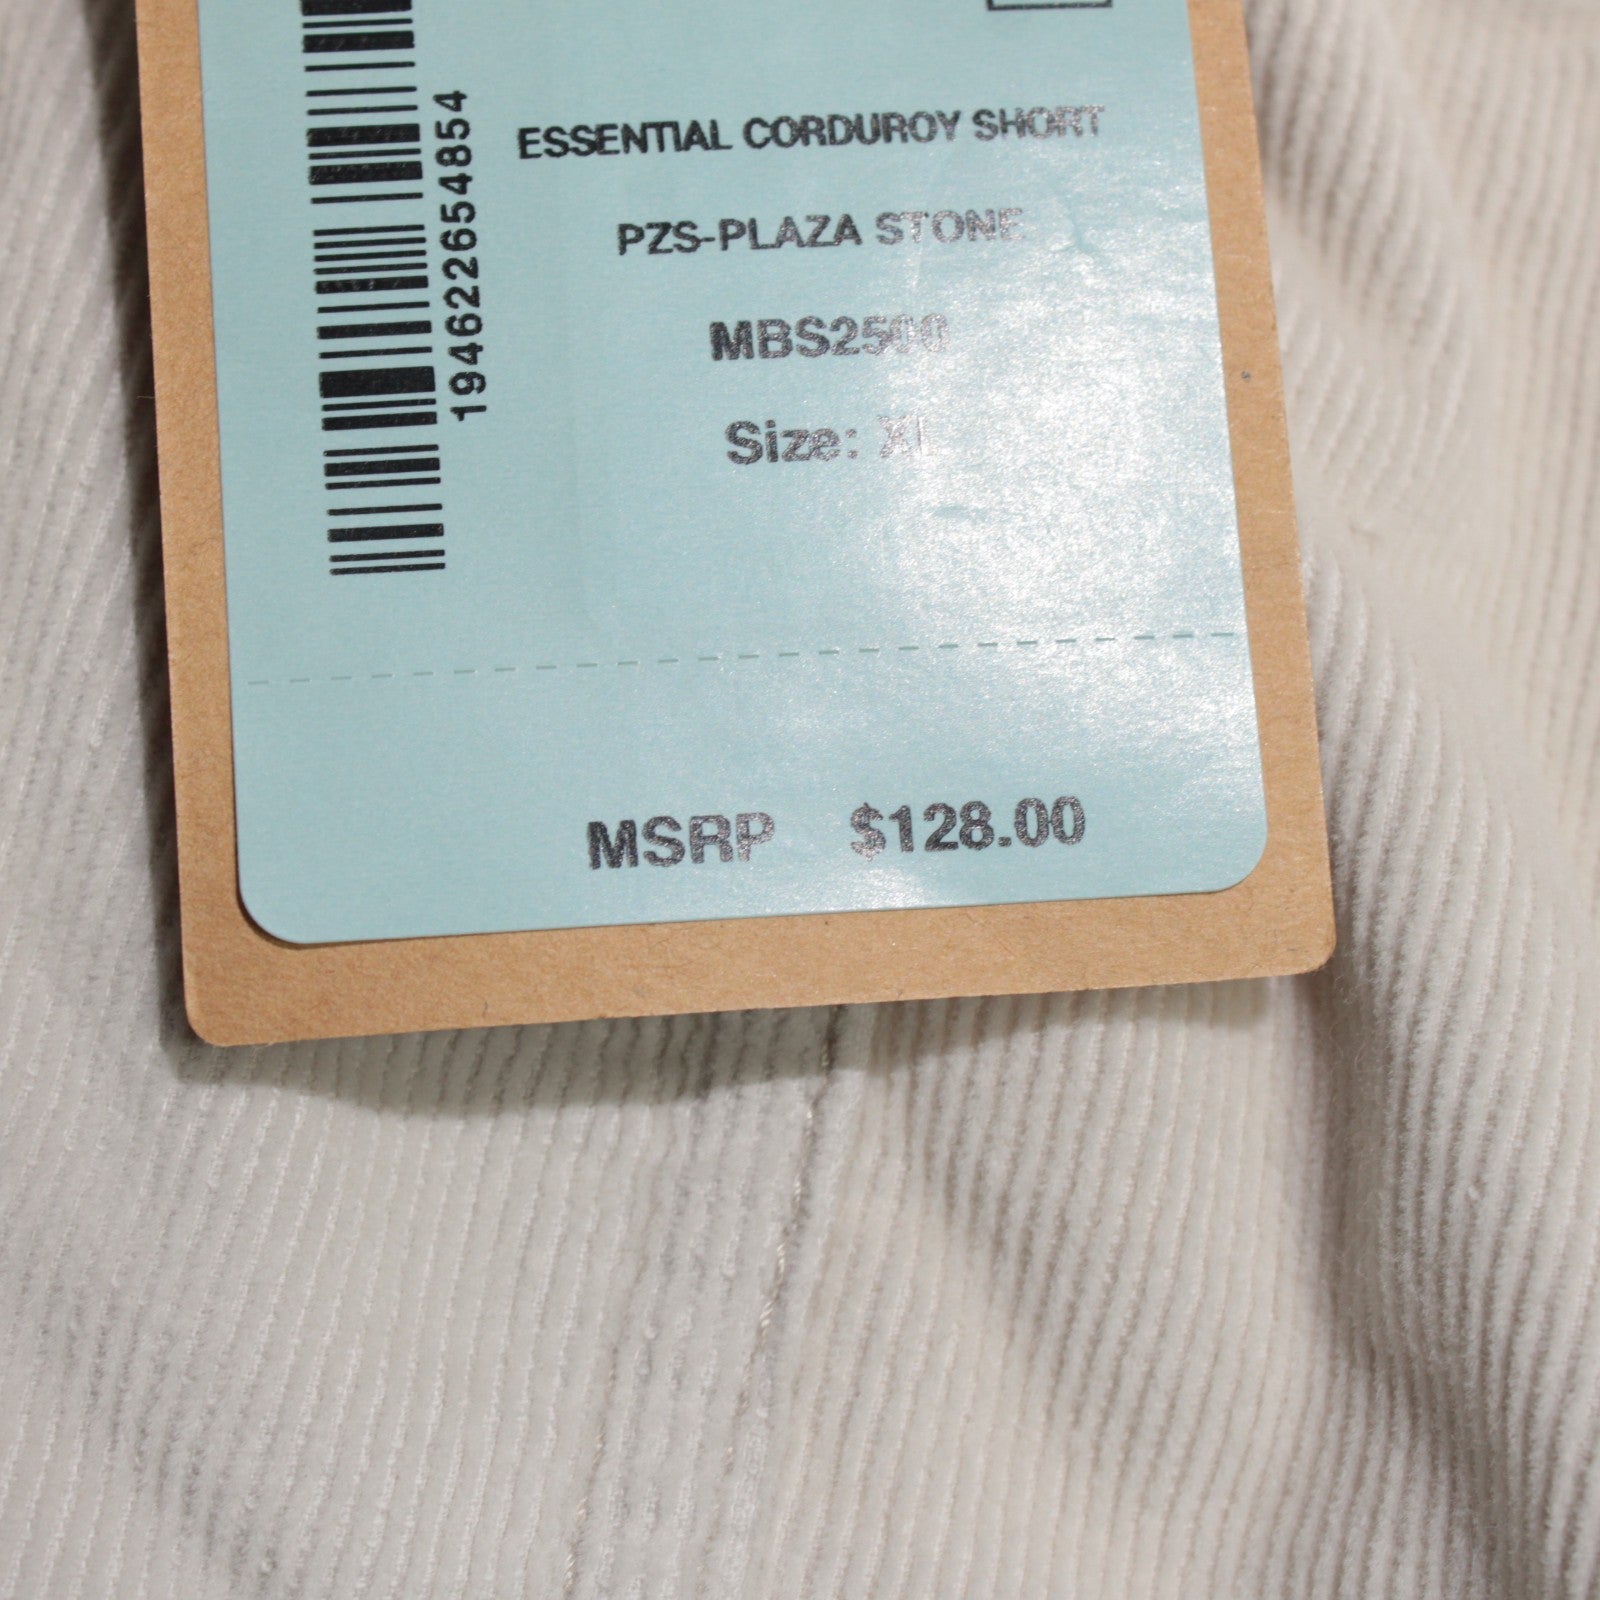 194622654854
ESSENTIAL CORDUROY SHORT
PZS-PLAZA STONE
MBS2500
Size: XL
MSRP $128.00